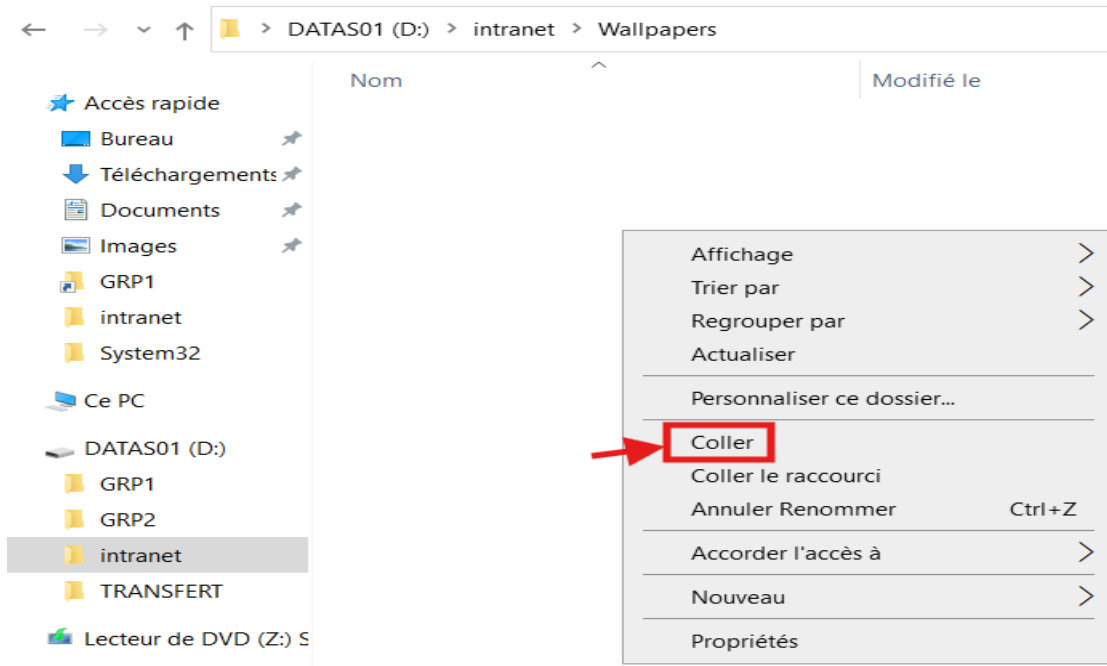 DATAS01 (D:) > intranet > Wallpapers
Nom
Modifié le
Accès rapide
Bureau
Téléchargements
Documents
Images
GRP1
intranet
System32
Ce PC
DATAS01 (D:)
GRP1
GRP2
intranet
TRANSFERT
Lecteur de DVD (Z:) S
Affichage
Trier par
Regrouper par
Actualiser
Personnaliser ce dossier...
Coller
Coller le raccourci
Annuler Renommer Ctrl+Z
Accorder l'accès à
Nouveau
Propriétés